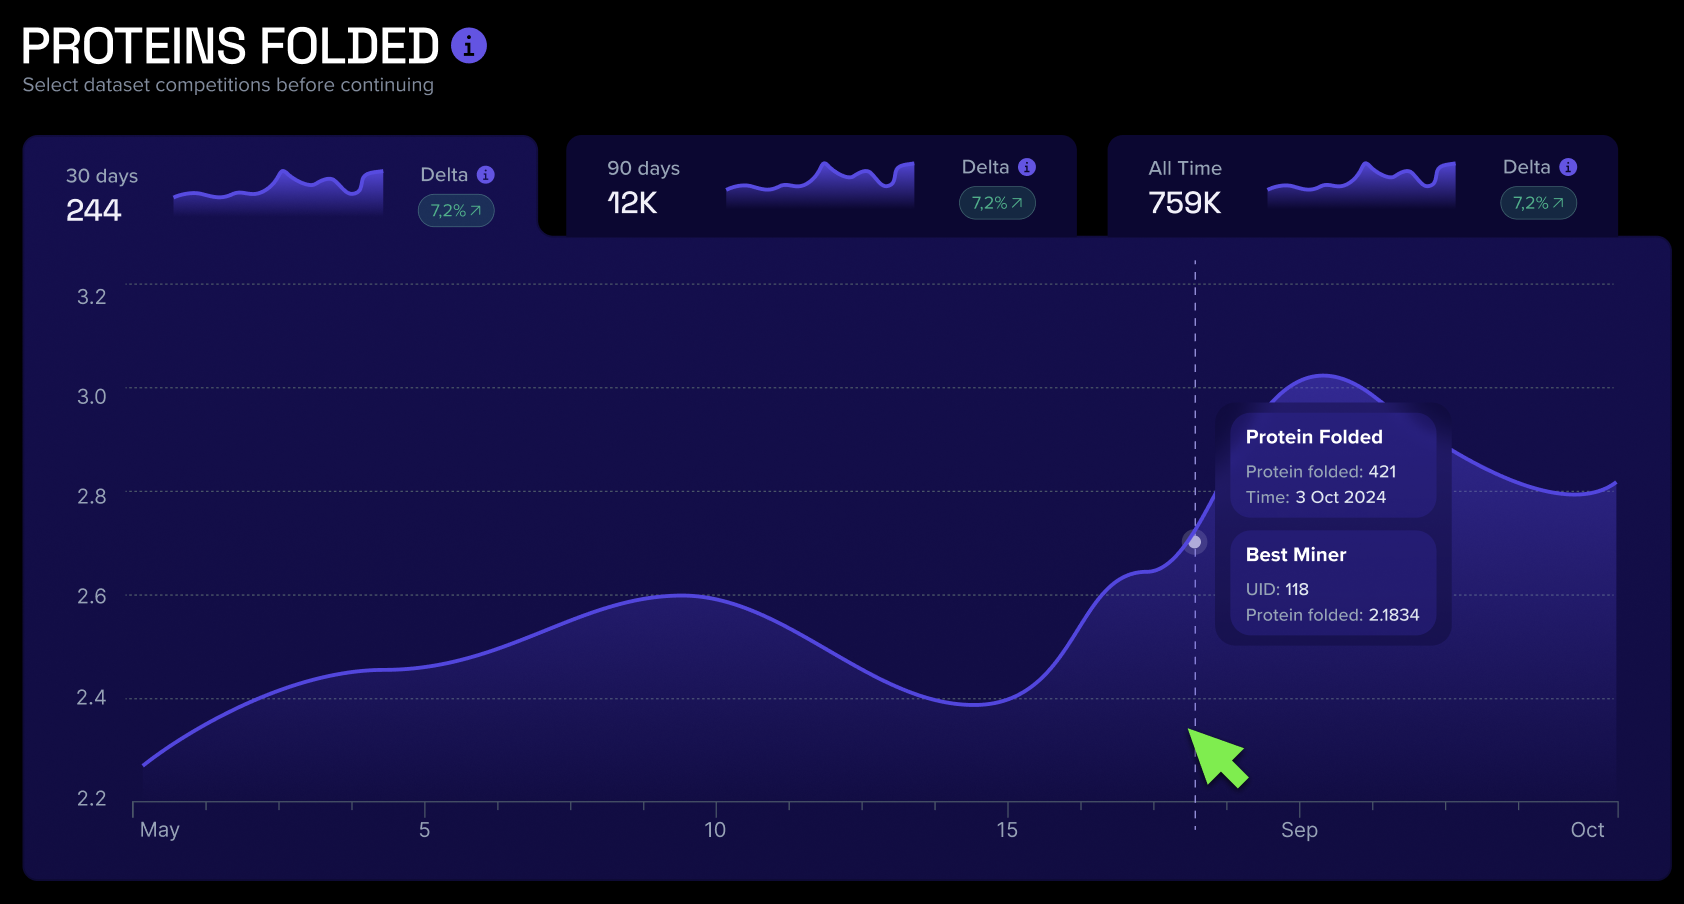 PROTEINS FOLDED i
Select dataset competitions before continuing
30 days
244
Delta i
7,2%
90 days
12K
Delta i
7,2%
All Time
759K
Delta i
7,2%
3.2
3.0
2.8
2.6
2.4
2.2
Protein Folded
Protein folded: 421
Time: 3 Oct 2024
Best Miner
UID: 118
Protein folded: 2.1834
May 5 10 15 Sep Oct